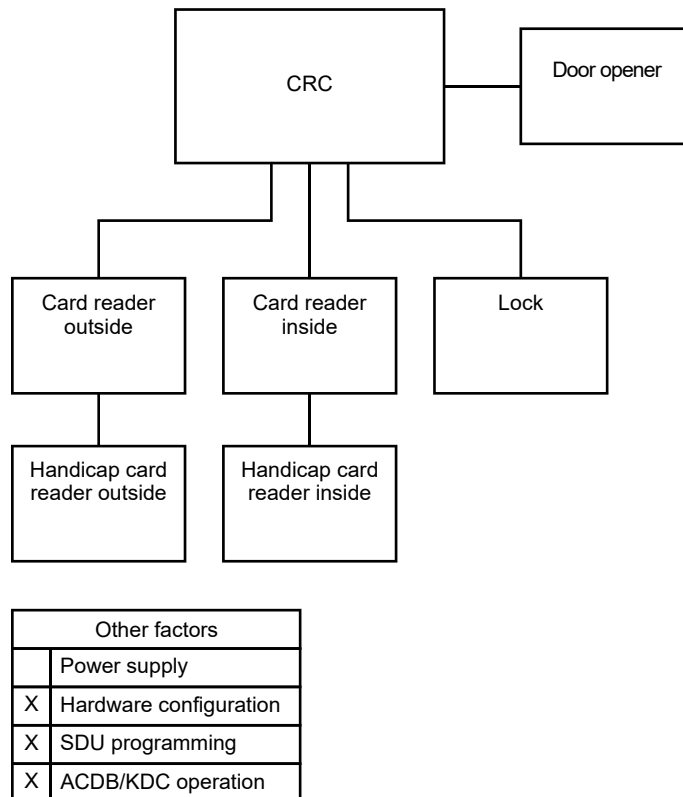 CRC
Door opener
Card reader
outside
Card reader
inside
Lock
Handicap card
reader outside
Handicap card
reader inside
Other factors
Power supply
X Hardware configuration
X SDU programming
X ACDB/KDC operation